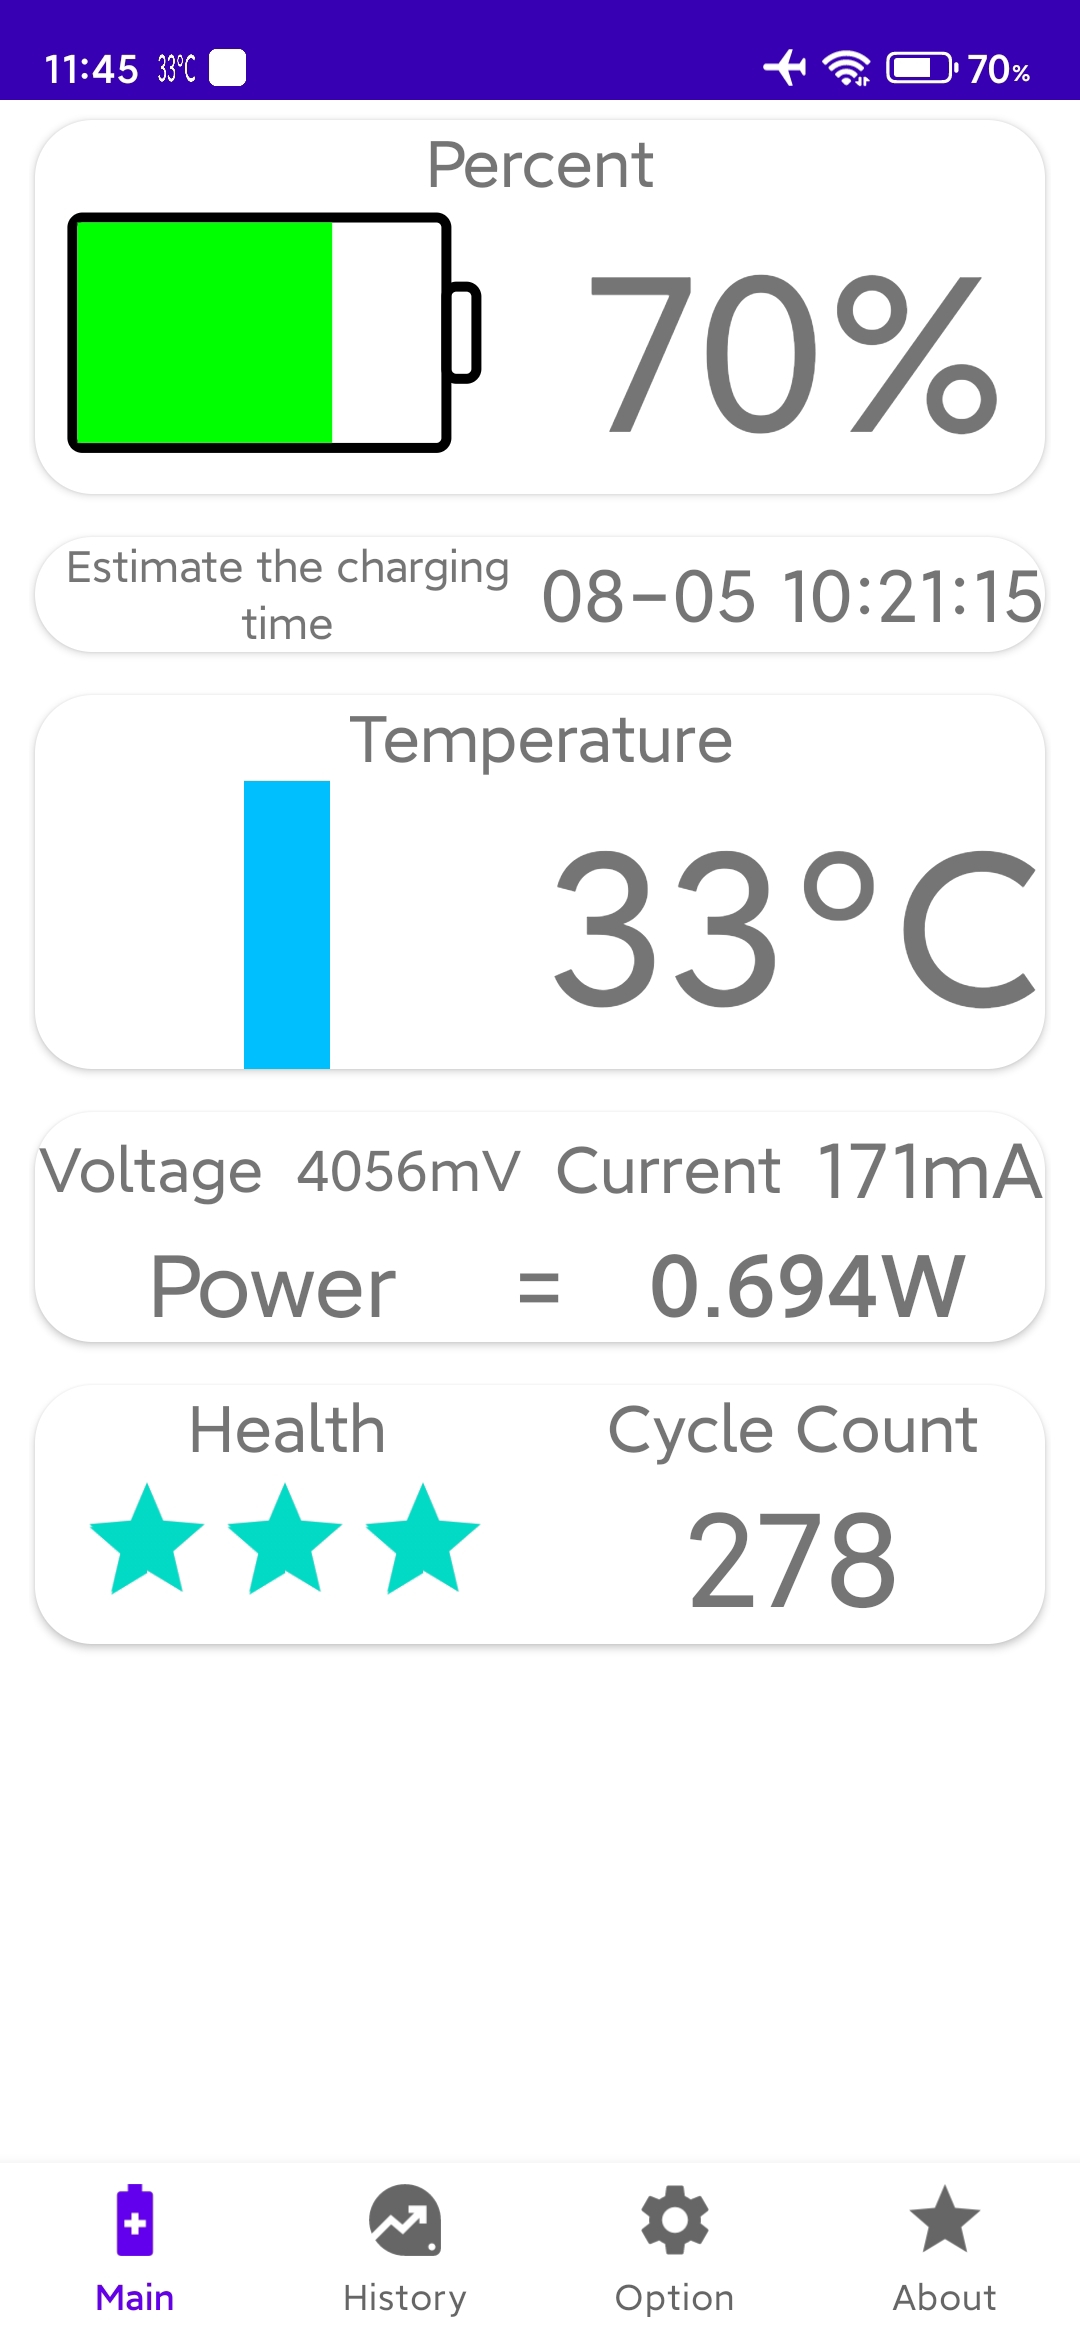 11:45 33°C 70%
Percent
70%
Estimate the charging
time
08-05 10:21:15
Temperature
33°C
Voltage 4056mV Current 171mA
Power = 0.694W
Health Cycle Count
278
Main History Option About